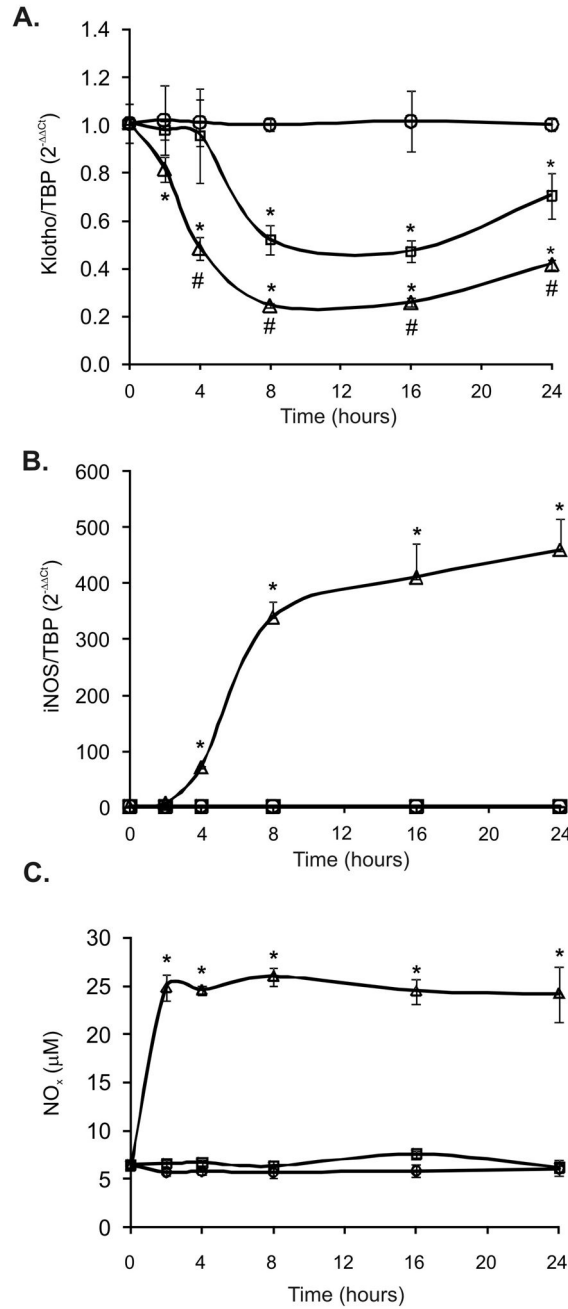 A.
1.4
1.2
1.0
0.8
0.6
0.4
0.2
0.0
Klotho/TBP (2^-ΔΔCt)
*
*
#
*
#
*
*
#
*
*
*
#
0 4 8 12 16 20 24
Time (hours)
B.
600
500
400
300
200
100
0
iNOS/TBP (2^-ΔΔCt)
*
*
*
*
0 4 8 12 16 20 24
Time (hours)
C.
30
25
20
15
10
5
0
NOx (µM)
* * * * *
0 4 8 12 16 20 24
Time (hours)